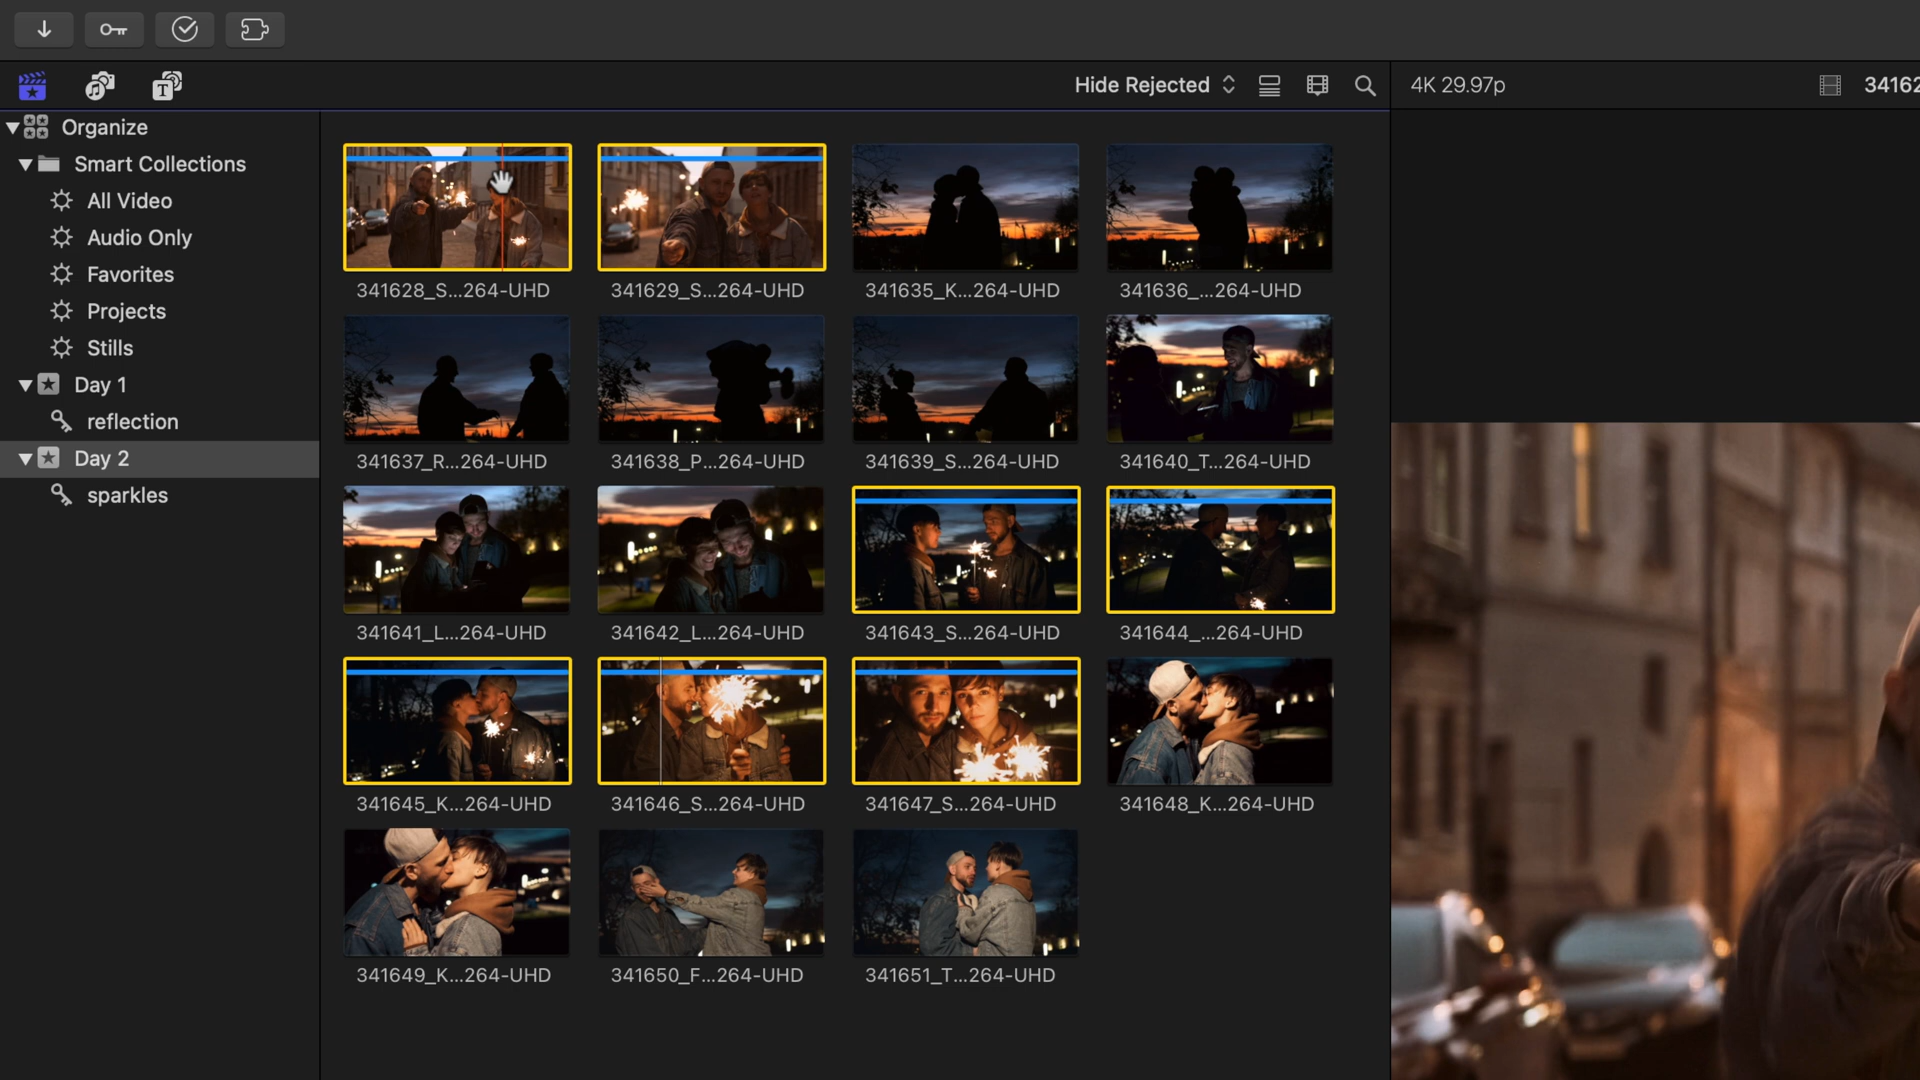 Hide Rejected
4K 29.97p
34162
Organize
Smart Collections
All Video
Audio Only
Favorites
Projects
Stills
Day 1
reflection
Day 2
sparkles
341628_S...264-UHD
341629_S...264-UHD
341635_K...264-UHD
341636_...264-UHD
341637_R...264-UHD
341638_P...264-UHD
341639_S...264-UHD
341640_T...264-UHD
341641_L...264-UHD
341642_L...264-UHD
341643_S...264-UHD
341644_...264-UHD
341645_K...264-UHD
341646_S...264-UHD
341647_S...264-UHD
341648_K...264-UHD
341649_K...264-UHD
341650_F...264-UHD
341651_T...264-UHD